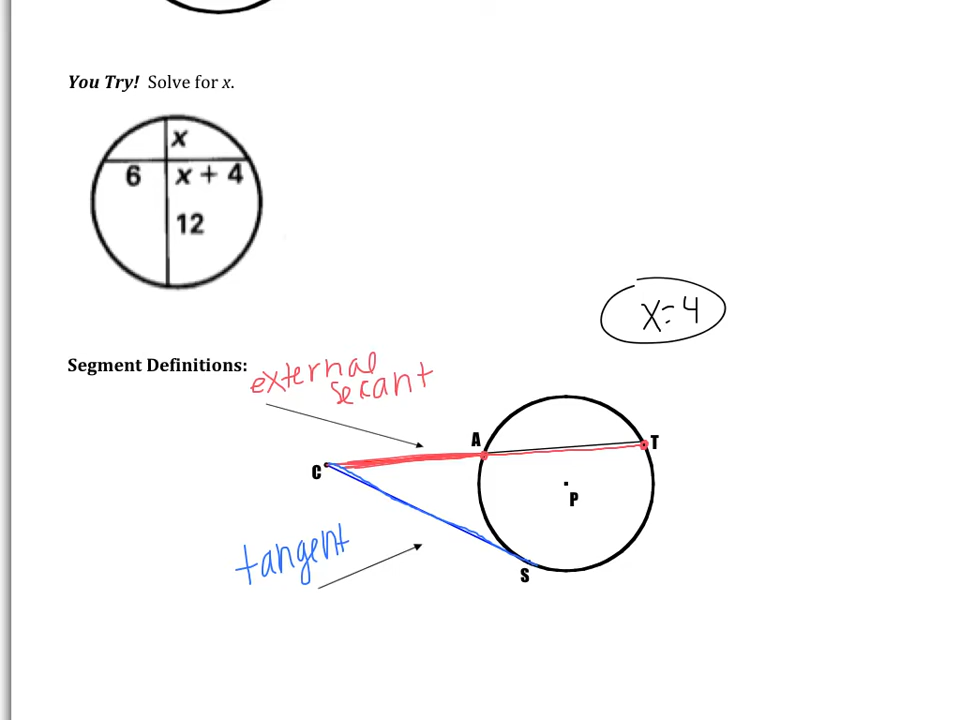 You Try! Solve for x.
x
6 x + 4
12
x=4
Segment Definitions:
external
secant
A
T
C
P
tangent
S